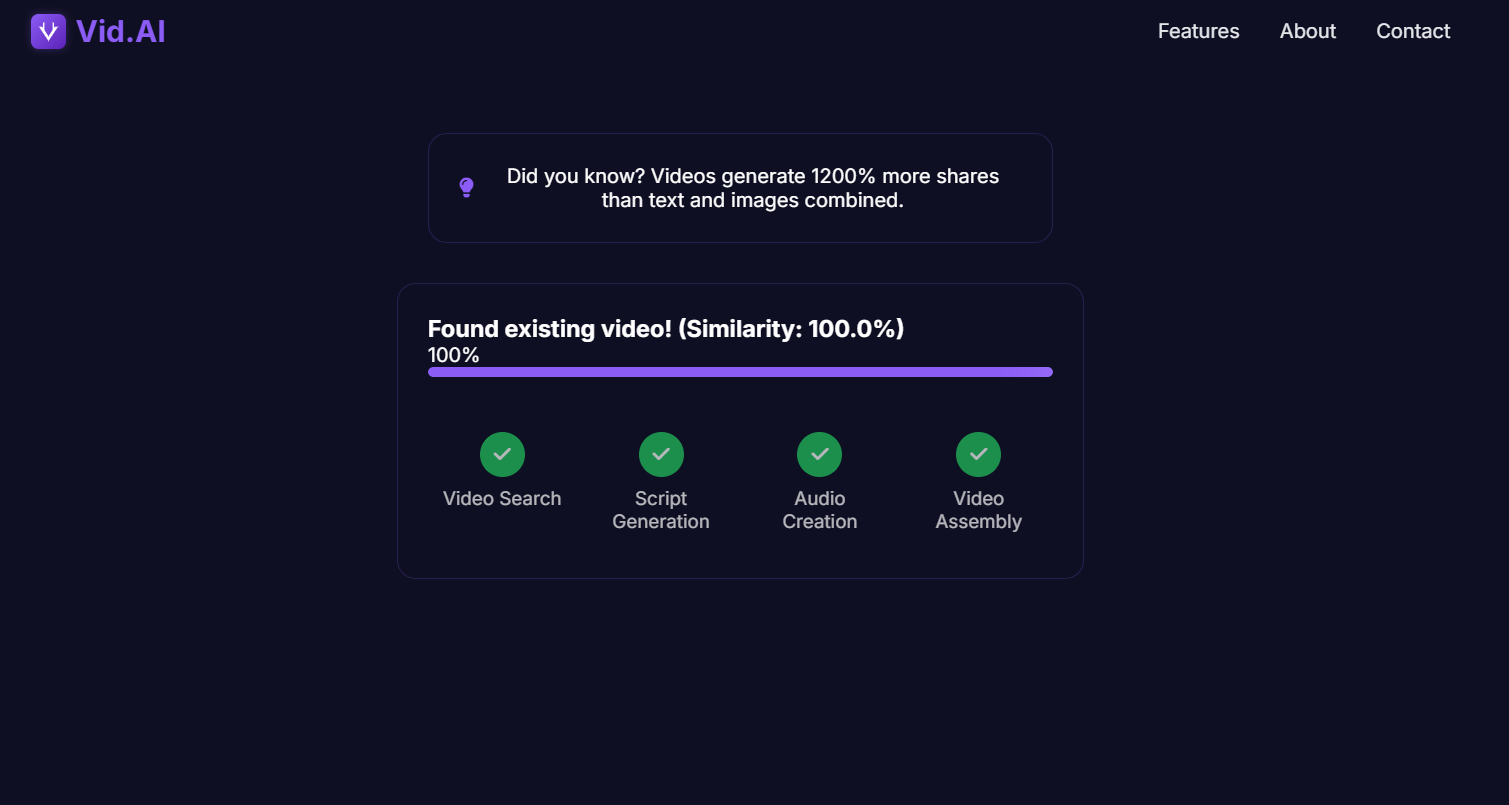 Vid.AI
Features
About
Contact
Did you know? Videos generate 1200% more shares
than text and images combined.
Found existing video! (Similarity: 100.0%)
100%
Video Search
Script
Generation
Audio
Creation
Video
Assembly